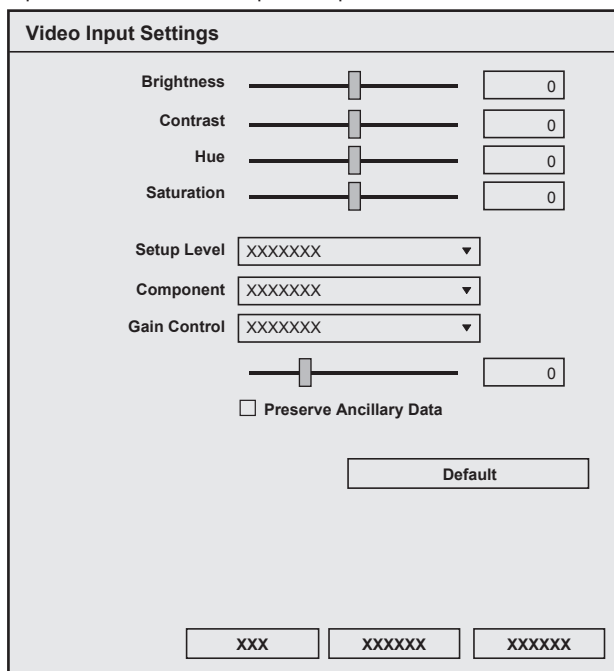 Video Input Settings
Brightness 0
Contrast 0
Hue 0
Saturation 0
Setup Level XXXXXXX
Component XXXXXXX
Gain Control XXXXXXX
0
Preserve Ancillary Data
Default
XXX XXXXXX XXXXXX